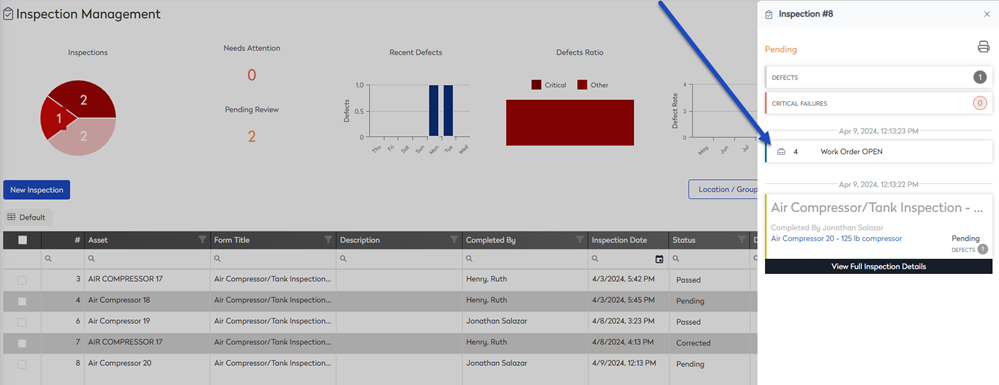 Inspection Management
Inspections
2
1
2
Needs Attention
0
Pending Review
2
Recent Defects
Defects
1.0
0.5
0.0
Thu
Fri
Sat
Sun
Mon
Tue
Wed
Defects Ratio
Critical
Other
Defect Rate
4
2
0
May
Jun
Jul
New Inspection
Location / Group
Default
# Asset Form Title Description Completed By Inspection Date Status D
3 AIR COMPRESSOR 17 Air Compressor/Tank Inspection... Henry, Ruth 4/3/2024, 5:42 PM Passed
4 Air Compressor 18 Air Compressor/Tank Inspection... Henry, Ruth 4/3/2024, 5:45 PM Pending
6 Air Compressor 19 Air Compressor/Tank Inspection... Jonathan Salazar 4/8/2024, 3:23 PM Passed
7 AIR COMPRESSOR 17 Air Compressor/Tank Inspection... Henry, Ruth 4/8/2024, 4:13 PM Corrected
8 Air Compressor 20 Air Compressor/Tank Inspection... Jonathan Salazar 4/9/2024, 12:13 PM Pending
Inspection #8
Pending
DEFECTS 1
CRITICAL FAILURES 0
Apr 9, 2024, 12:13:23 PM
4 Work Order OPEN
Apr 9, 2024, 12:13:22 PM
Air Compressor/Tank Inspection - ...
Completed By Jonathan Salazar
Air Compressor 20 - 125 lb compressor Pending
DEFECTS 1
View Full Inspection Details